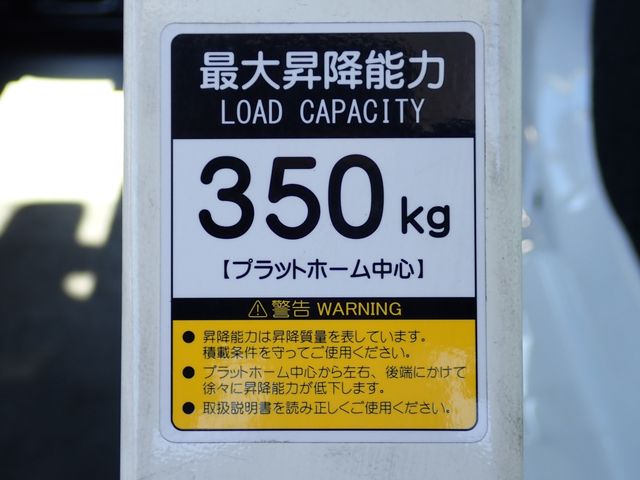 最大昇降能力
LOAD CAPACITY
350 kg
【プラットホーム中心】
⚠ 警告 WARNING
● 昇降能力は昇降質量を表しています。
積載条件を守ってご使用ください。
● プラットホーム中心から左右、後端にかけて
徐々に昇降能力が低下します。
● 取扱説明書を読み正しくご使用ください。